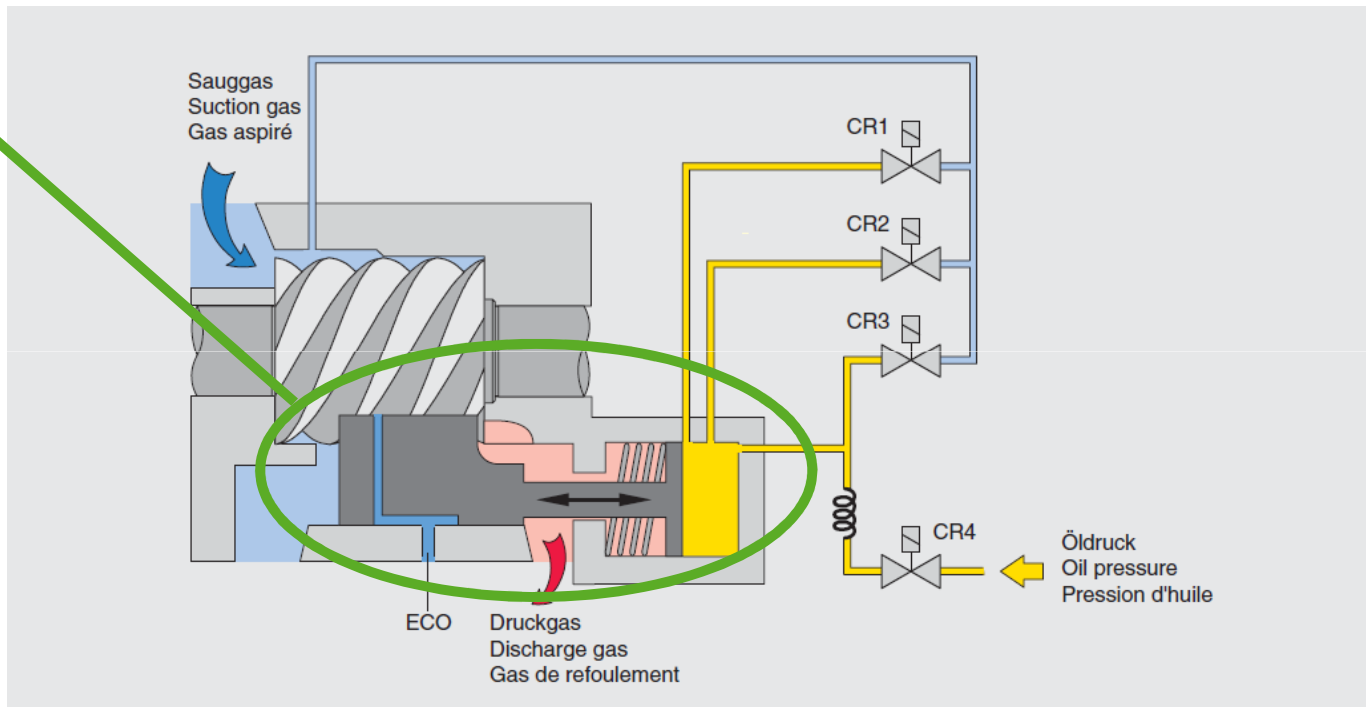 Sauggas
Suction gas
Gas aspiré
CR1
CR2
CR3
CR4
Öldruck
Oil pressure
Pression d'huile
ECO
Druckgas
Discharge gas
Gas de refoulement